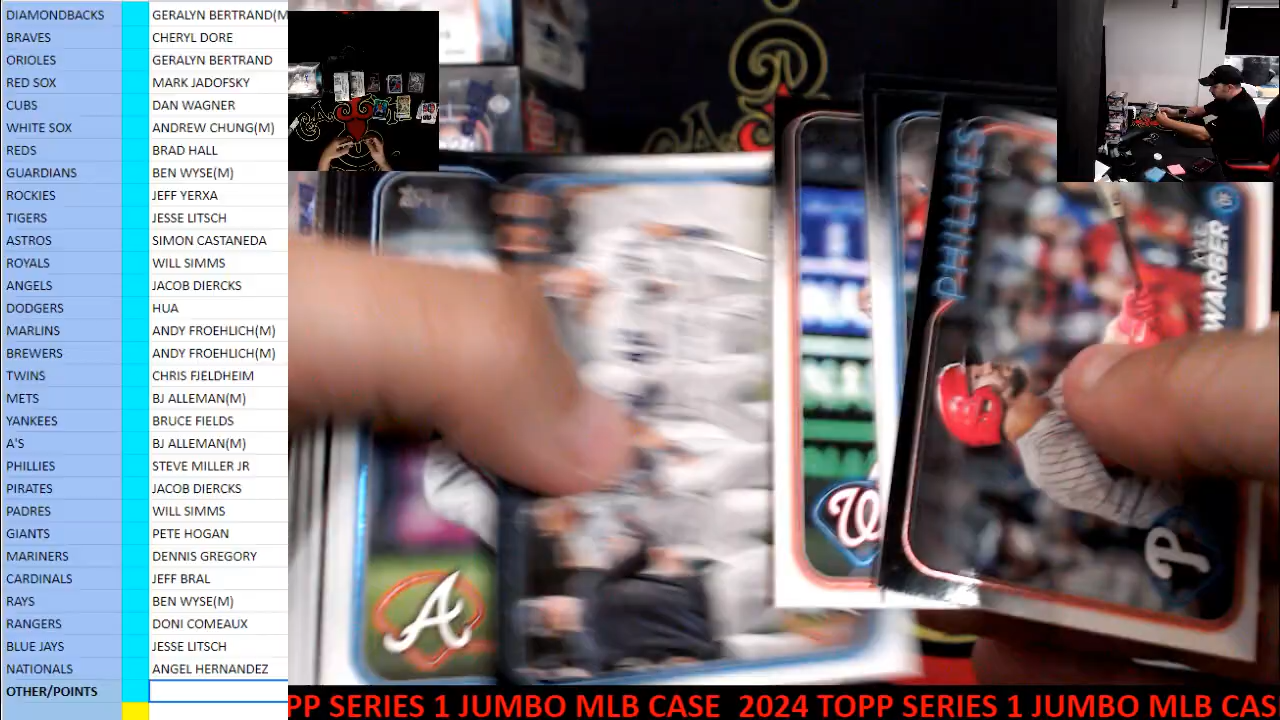 DIAMONDBACKS GERALYN BERTRAND(M
BRAVES CHERYL DORE
ORIOLES GERALYN BERTRAND
RED SOX MARK JADOFSKY
CUBS DAN WAGNER
WHITE SOX ANDREW CHUNG(M)
REDS BRAD HALL
GUARDIANS BEN WYSE(M)
ROCKIES JEFF YERXA
TIGERS JESSE LITSCH
ASTROS SIMON CASTANEDA
ROYALS WILL SIMMS
ANGELS JACOB DIERCKS
DODGERS HUA
MARLINS ANDY FROEHLICH(M)
BREWERS ANDY FROEHLICH(M)
TWINS CHRIS FJELDHEIM
METS BJ ALLEMAN(M)
YANKEES BRUCE FIELDS
A'S BJ ALLEMAN(M)
PHILLIES STEVE MILLER JR
PIRATES JACOB DIERCKS
PADRES WILL SIMMS
GIANTS PETE HOGAN
MARINERS DENNIS GREGORY
CARDINALS JEFF BRAL
RAYS BEN WYSE(M)
RANGERS DONI COMEAUX
BLUE JAYS JESSE LITSCH
NATIONALS ANGEL HERNANDEZ
OTHER/POINTS
PHILLIES
WARBER
A
W
P
PP SERIES 1 JUMBO MLB CASE 2024 TOPP SERIES 1 JUMBO MLB CAS